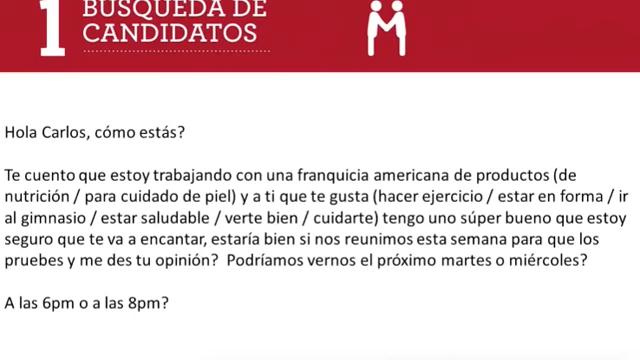 1 BÚSQUEDA DE
CANDIDATOS
Hola Carlos, cómo estás?
Te cuento que estoy trabajando con una franquicia americana de productos (de
nutrición / para cuidado de piel) y a ti que te gusta (hacer ejercicio / estar en forma / ir
al gimnasio / estar saludable / verte bien / cuidarte) tengo uno súper bueno que estoy
seguro que te va a encantar, estaría bien si nos reunimos esta semana para que los
pruebes y me des tu opinión?  Podríamos vernos el próximo martes o miércoles?
A las 6pm o a las 8pm?